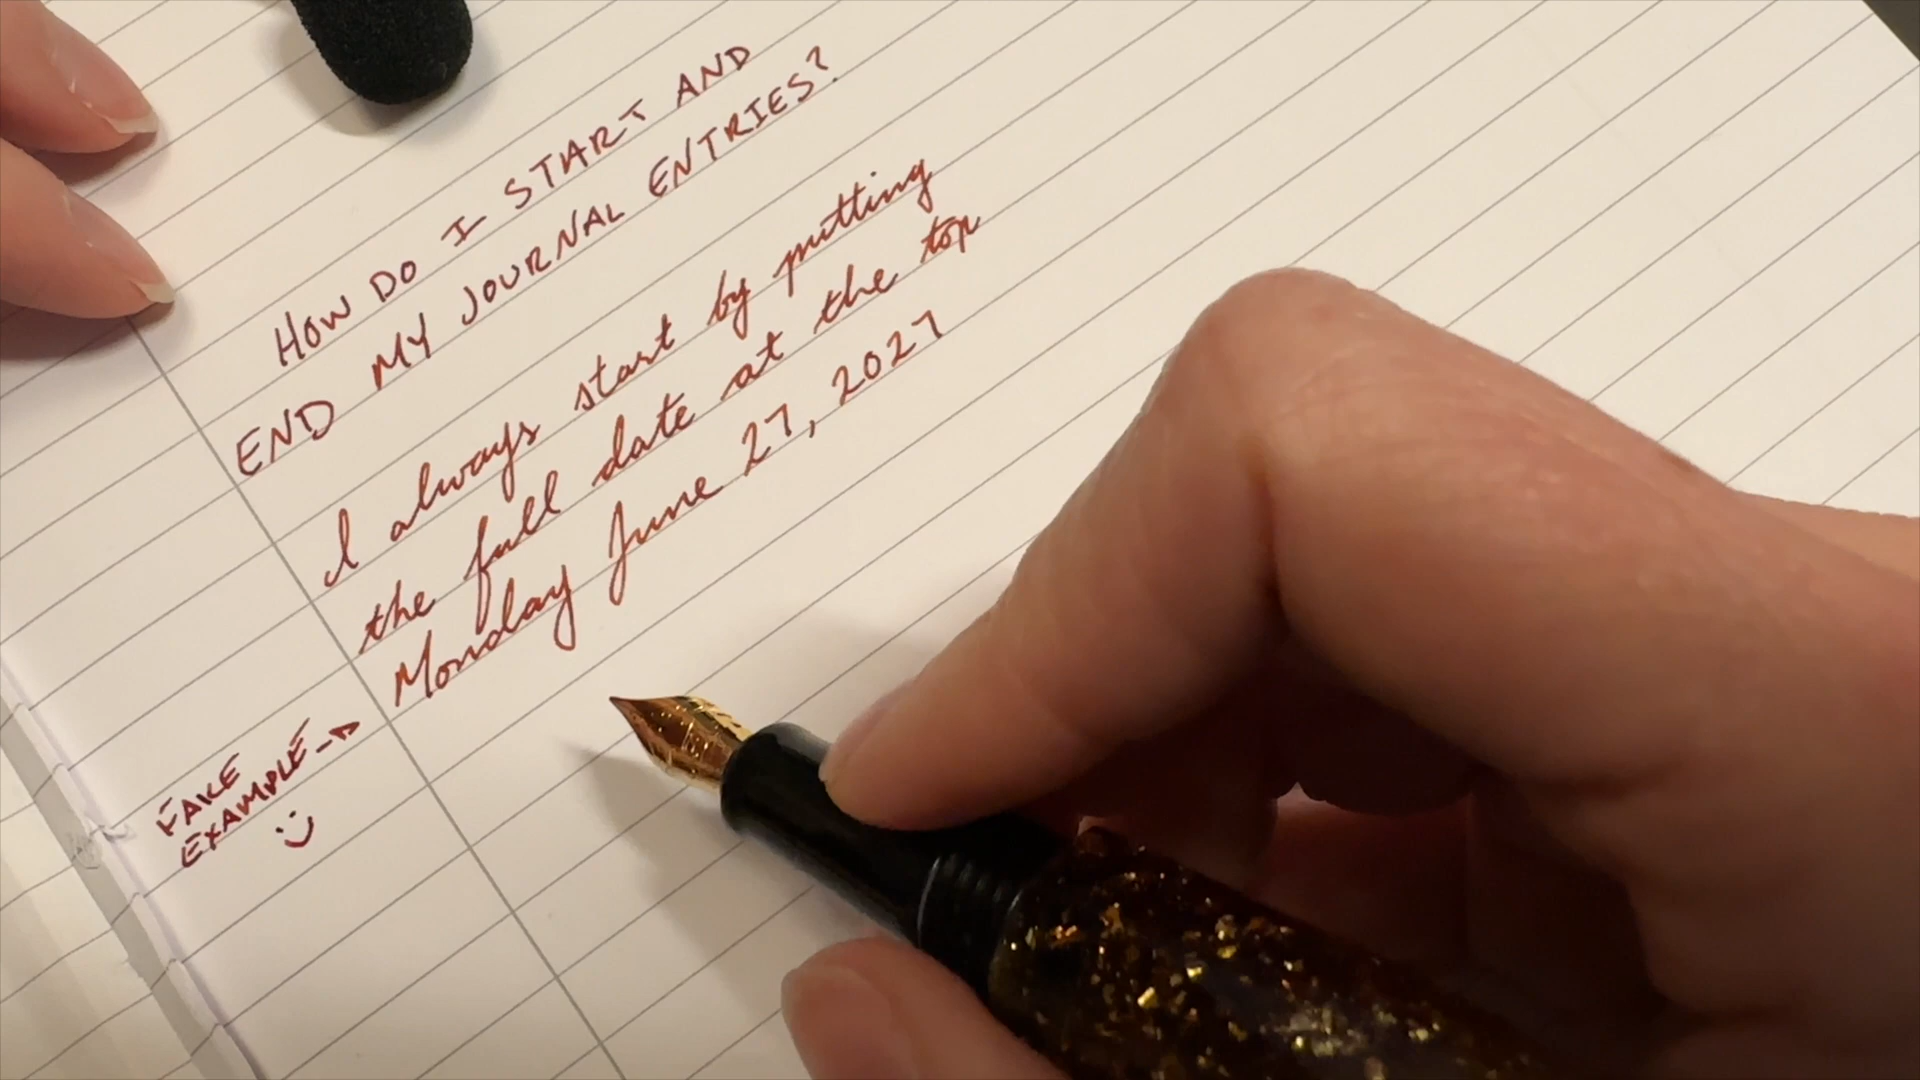 HOW DO I START AND
END MY JOURNAL ENTRIES?
I always start by putting
the full date at the top
Monday June 27, 2027
FAKE
EXAMPLE →
:)